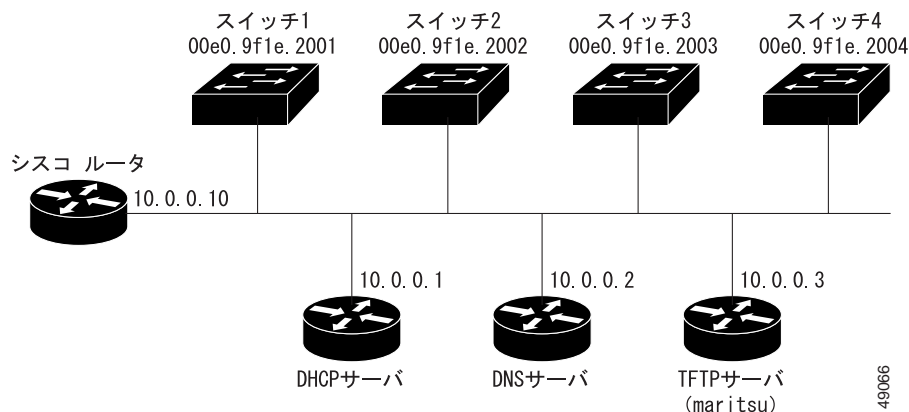 スイッチ1
00e0.9f1e.2001
スイッチ2
00e0.9f1e.2002
スイッチ3
00e0.9f1e.2003
スイッチ4
00e0.9f1e.2004
シスコ ルータ
10.0.0.10
10.0.0.1
10.0.0.2
10.0.0.3
DHCPサーバ
DNSサーバ
TFTPサーバ
(maritsu)
49066